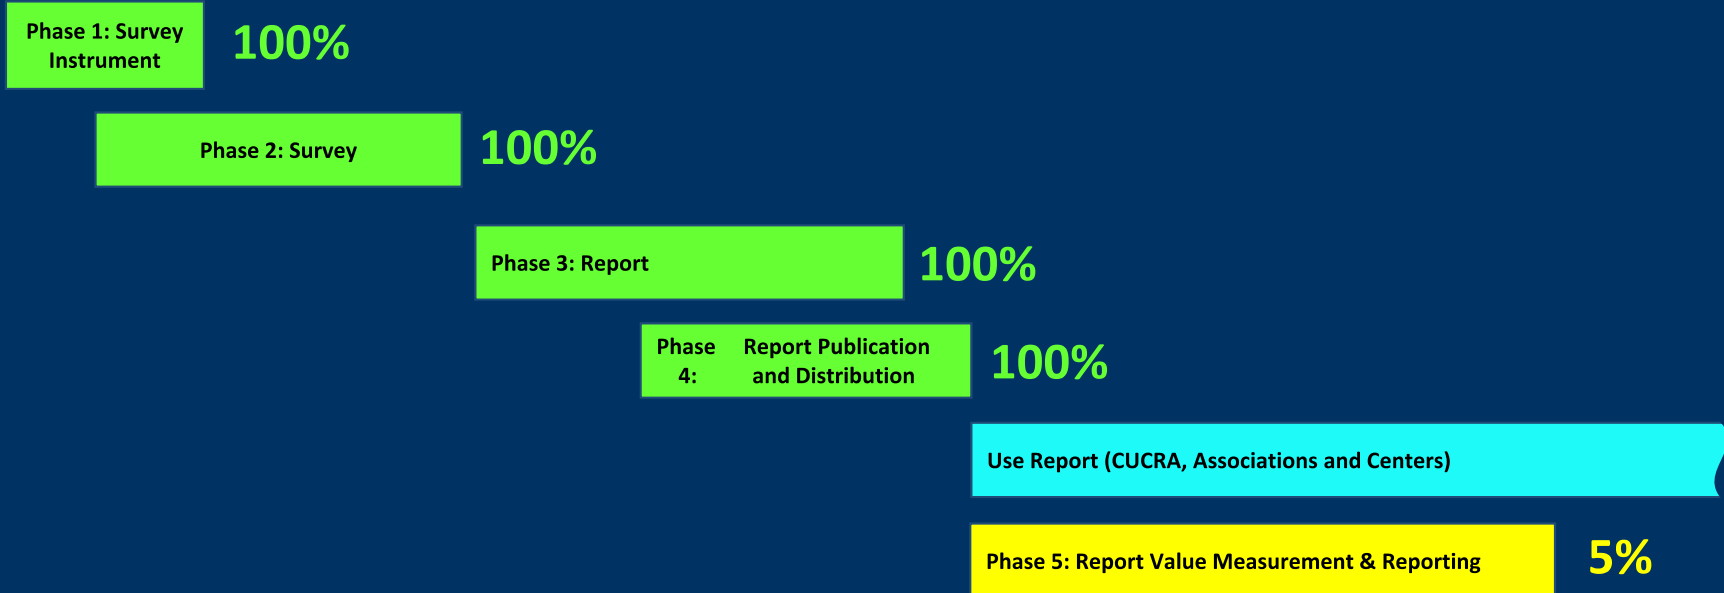 Phase 1: Survey
Instrument
100%
Phase 2: Survey
100%
Phase 3: Report
100%
Phase
4:
Report Publication
and Distribution
100%
Use Report (CUCRA, Associations and Centers)
Phase 5: Report Value Measurement & Reporting
5%